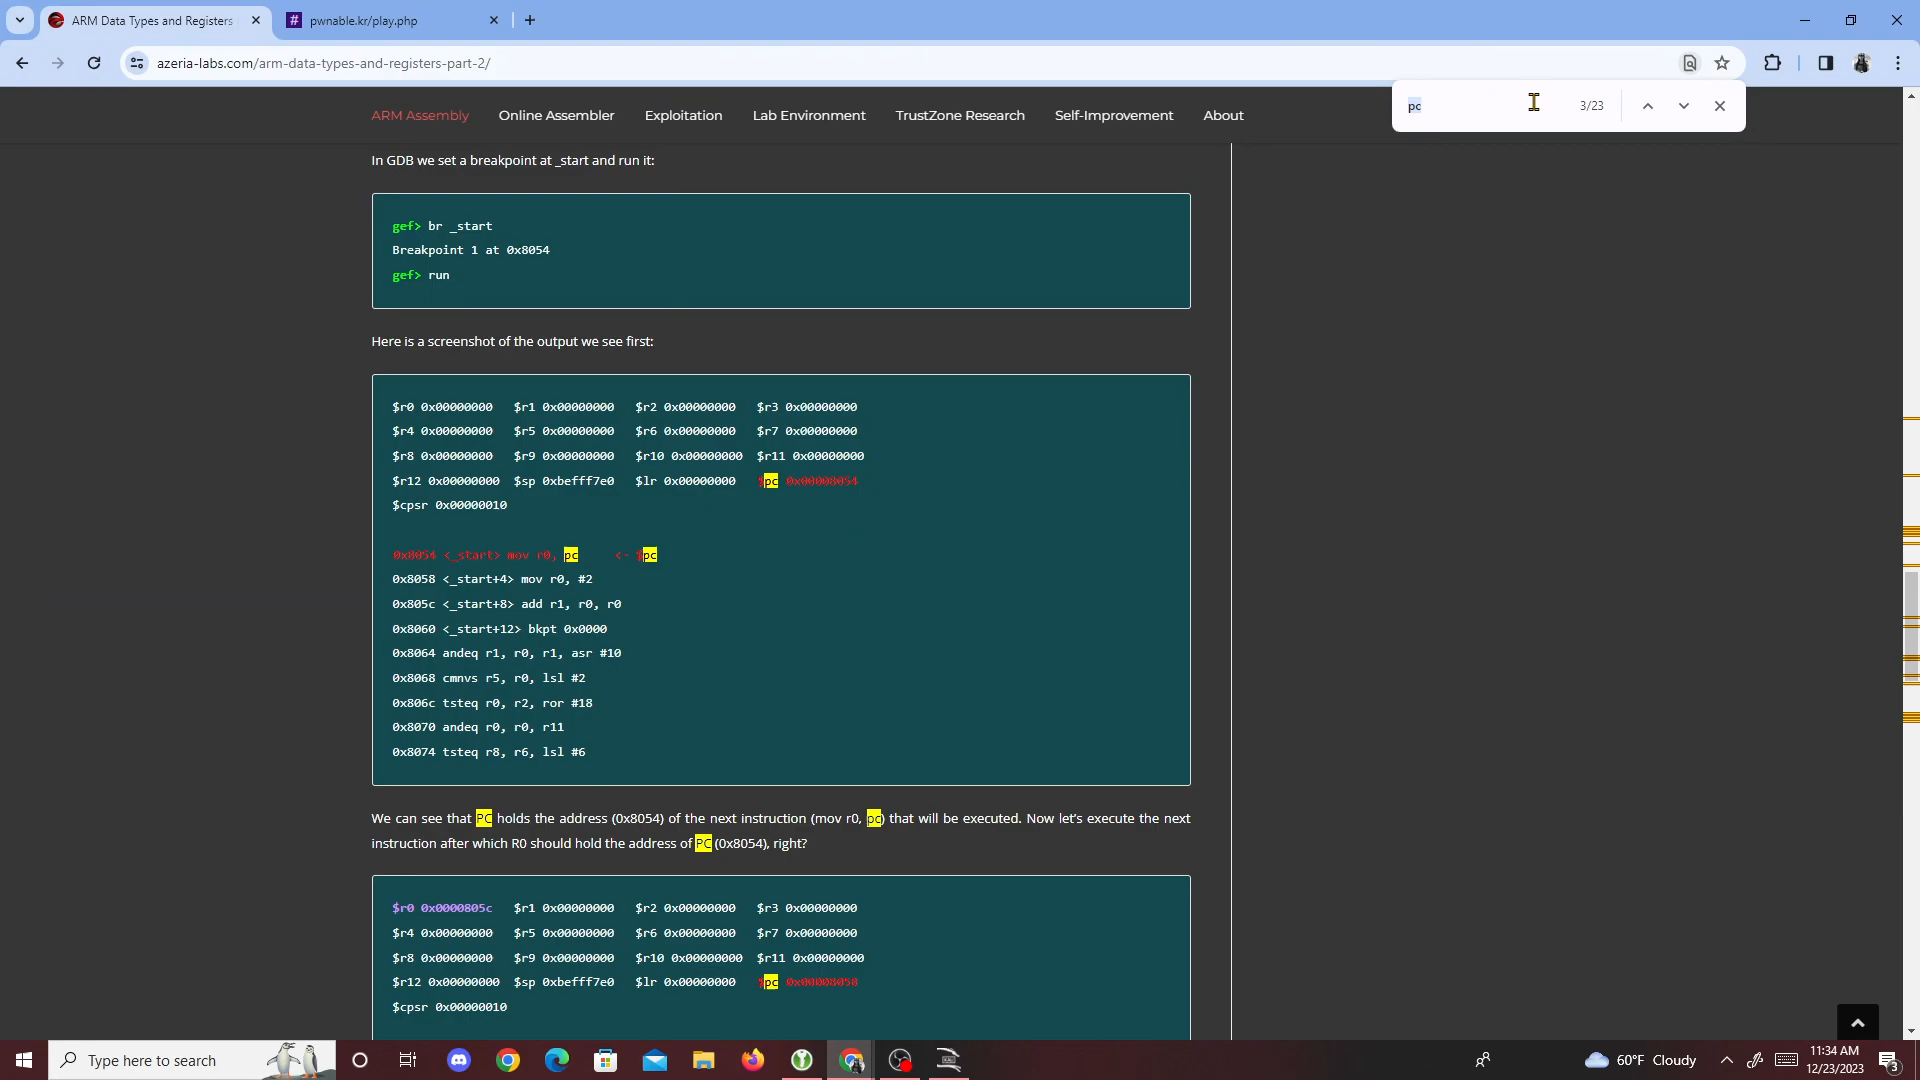 ARM Data Types and Registers
pwnable.kr/play.php
azeria-labs.com/arm-data-types-and-registers-part-2/
pc 3/23
ARM Assembly Online Assembler Exploitation Lab Environment TrustZone Research Self-Improvement About
In GDB we set a breakpoint at _start and run it:
gef> br _start
Breakpoint 1 at 0x8054
gef> run
Here is a screenshot of the output we see first:
$r0 0x00000000 $r1 0x00000000 $r2 0x00000000 $r3 0x00000000
$r4 0x00000000 $r5 0x00000000 $r6 0x00000000 $r7 0x00000000
$r8 0x00000000 $r9 0x00000000 $r10 0x00000000 $r11 0x00000000
$r12 0x00000000 $sp 0xbefff7e0 $lr 0x00000000 $pc 0x00008054
$cpsr 0x00000010
0x8054 <_start> mov r0, pc <- $pc
0x8058 <_start+4> mov r0, #2
0x805c <_start+8> add r1, r0, r0
0x8060 <_start+12> bkpt 0x0000
0x8064 andeq r1, r0, r1, asr #10
0x8068 cmnvs r5, r0, lsl #2
0x806c tsteq r0, r2, ror #18
0x8070 andeq r0, r0, r11
0x8074 tsteq r8, r6, lsl #6
We can see that PC holds the address (0x8054) of the next instruction (mov r0, pc) that will be executed. Now let's execute the next
instruction after which R0 should hold the address of PC (0x8054), right?
$r0 0x0000805c $r1 0x00000000 $r2 0x00000000 $r3 0x00000000
$r4 0x00000000 $r5 0x00000000 $r6 0x00000000 $r7 0x00000000
$r8 0x00000000 $r9 0x00000000 $r10 0x00000000 $r11 0x00000000
$r12 0x00000000 $sp 0xbefff7e0 $lr 0x00000000 $pc 0x00008058
$cpsr 0x00000010
Type here to search
60°F Cloudy
11:34 AM
12/23/2023
3